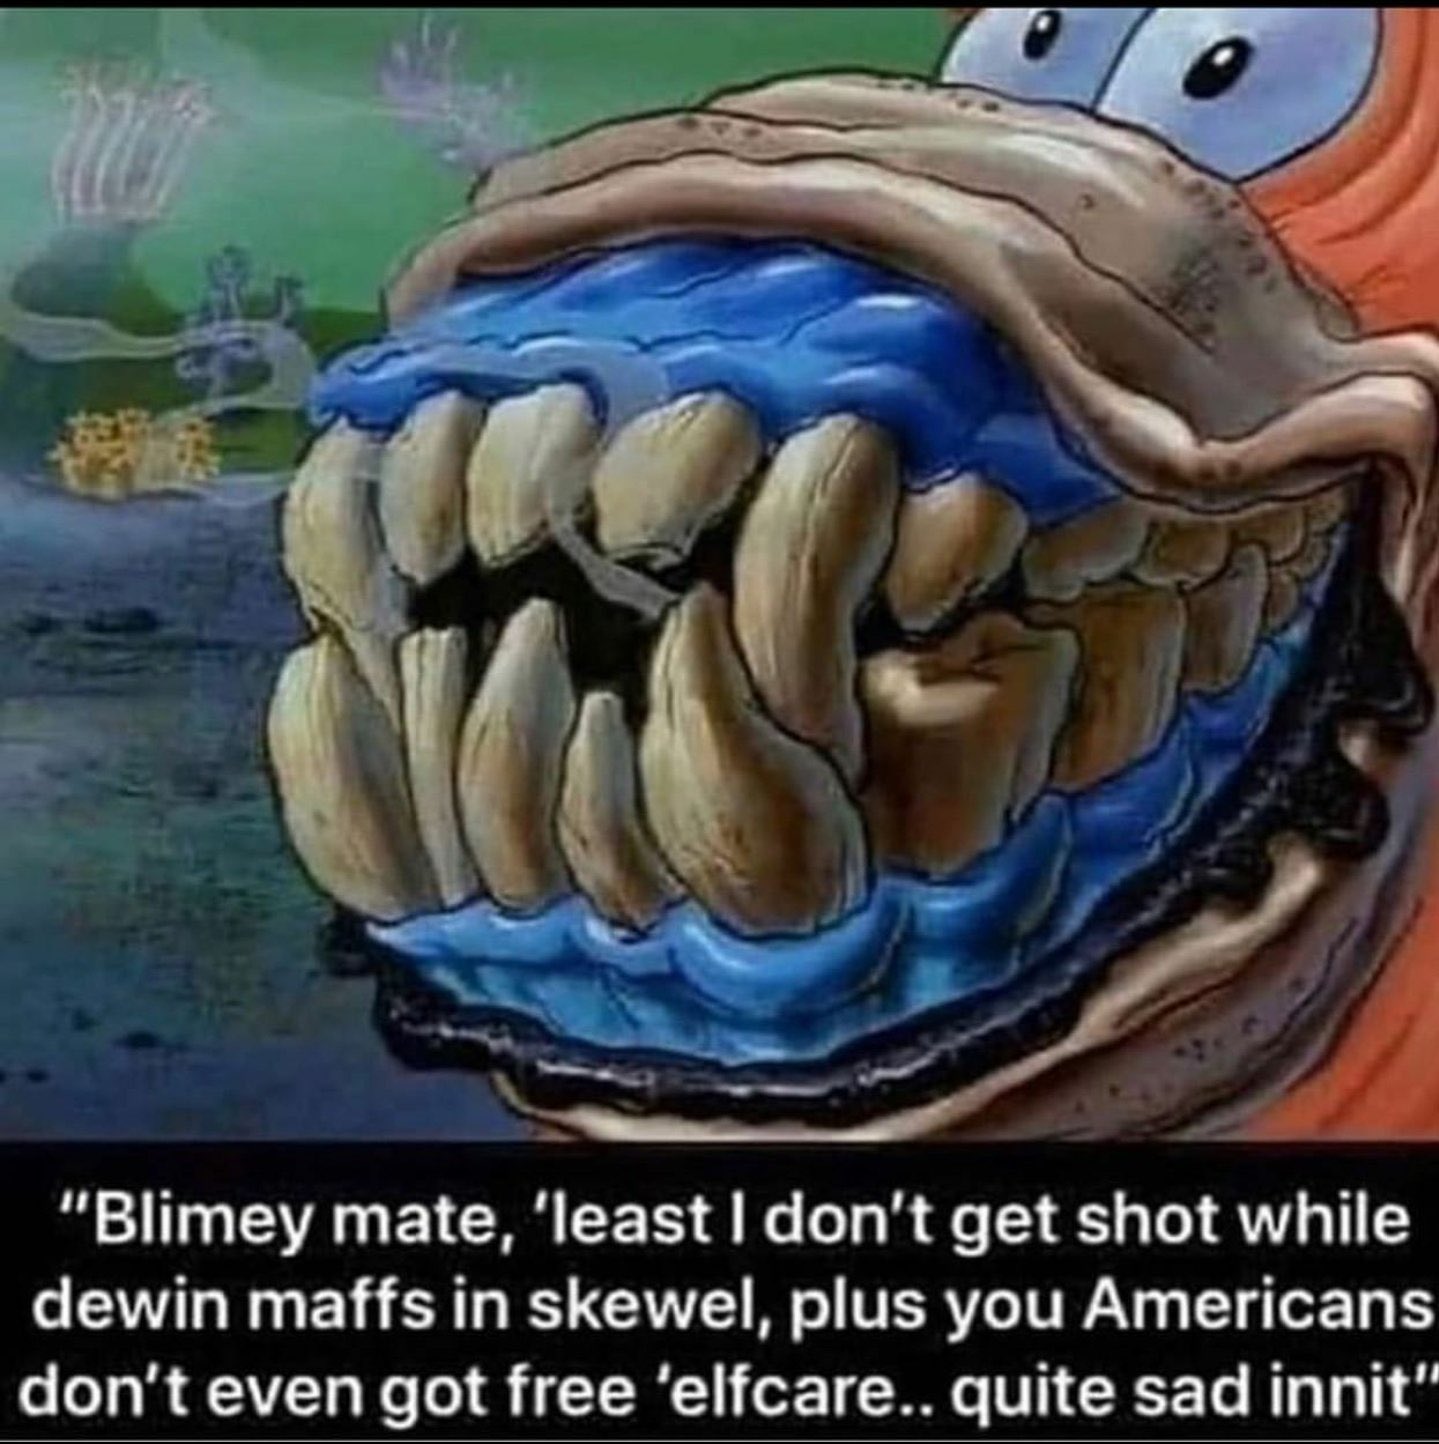 "Blimey mate, 'least I don't get shot while
dewin maffs in skewel, plus you Americans
don't even got free 'elfcare.. quite sad innit"